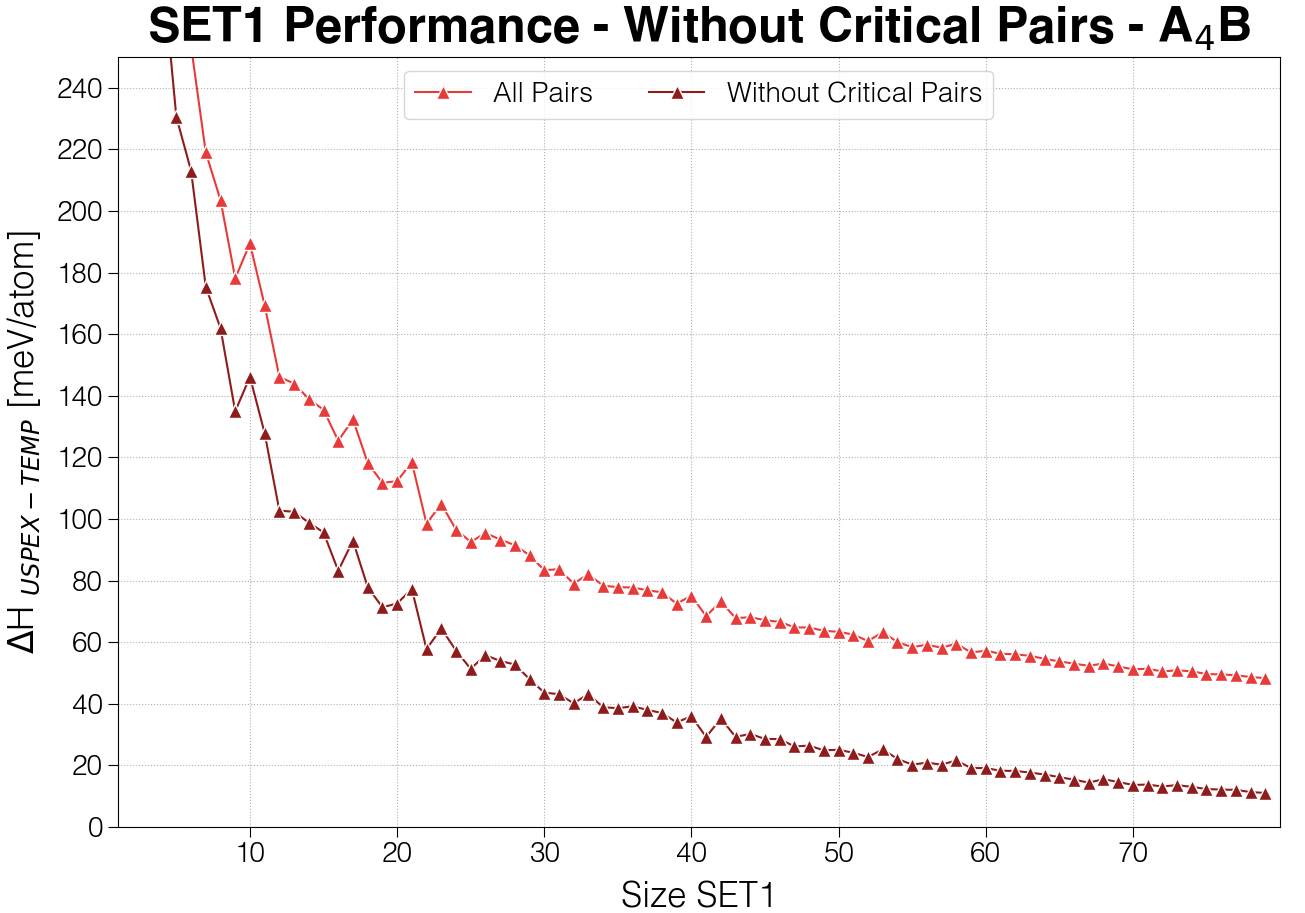 SET1 Performance - Without Critical Pairs - A₄B
All Pairs
Without Critical Pairs
240
220
200
180
160
140
120
100
80
60
40
20
0
ΔH USPEX – TEMP [meV/atom]
10 20 30 40 50 60 70
Size SET1